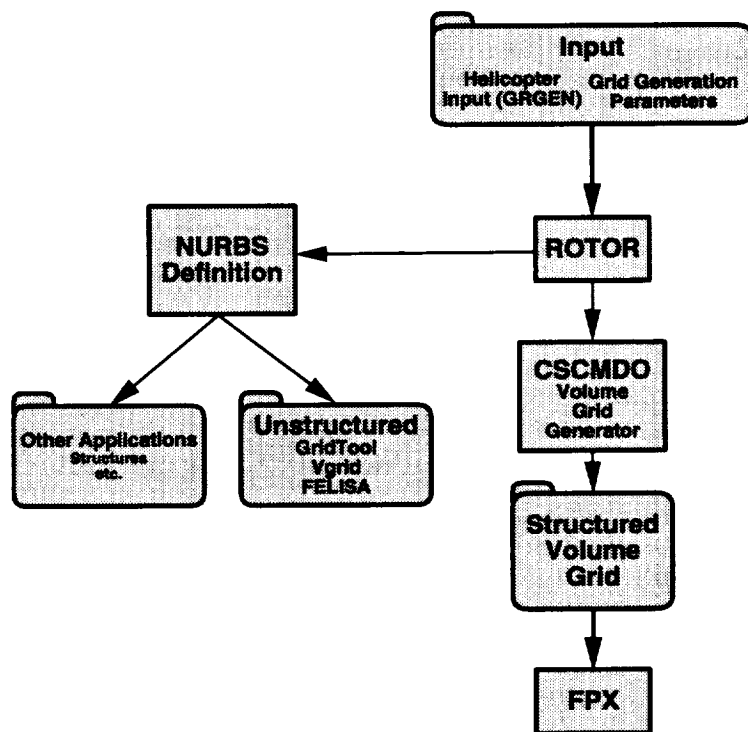 Input
Helicopter
Input (GRGEN)
Grid Generation
Parameters
NURBS
Definition
ROTOR
CSCMDO
Volume
Grid
Generator
Other Applications
Structures
etc.
Unstructured
GridTool
Vgrid
FELISA
Structured
Volume
Grid
FPX